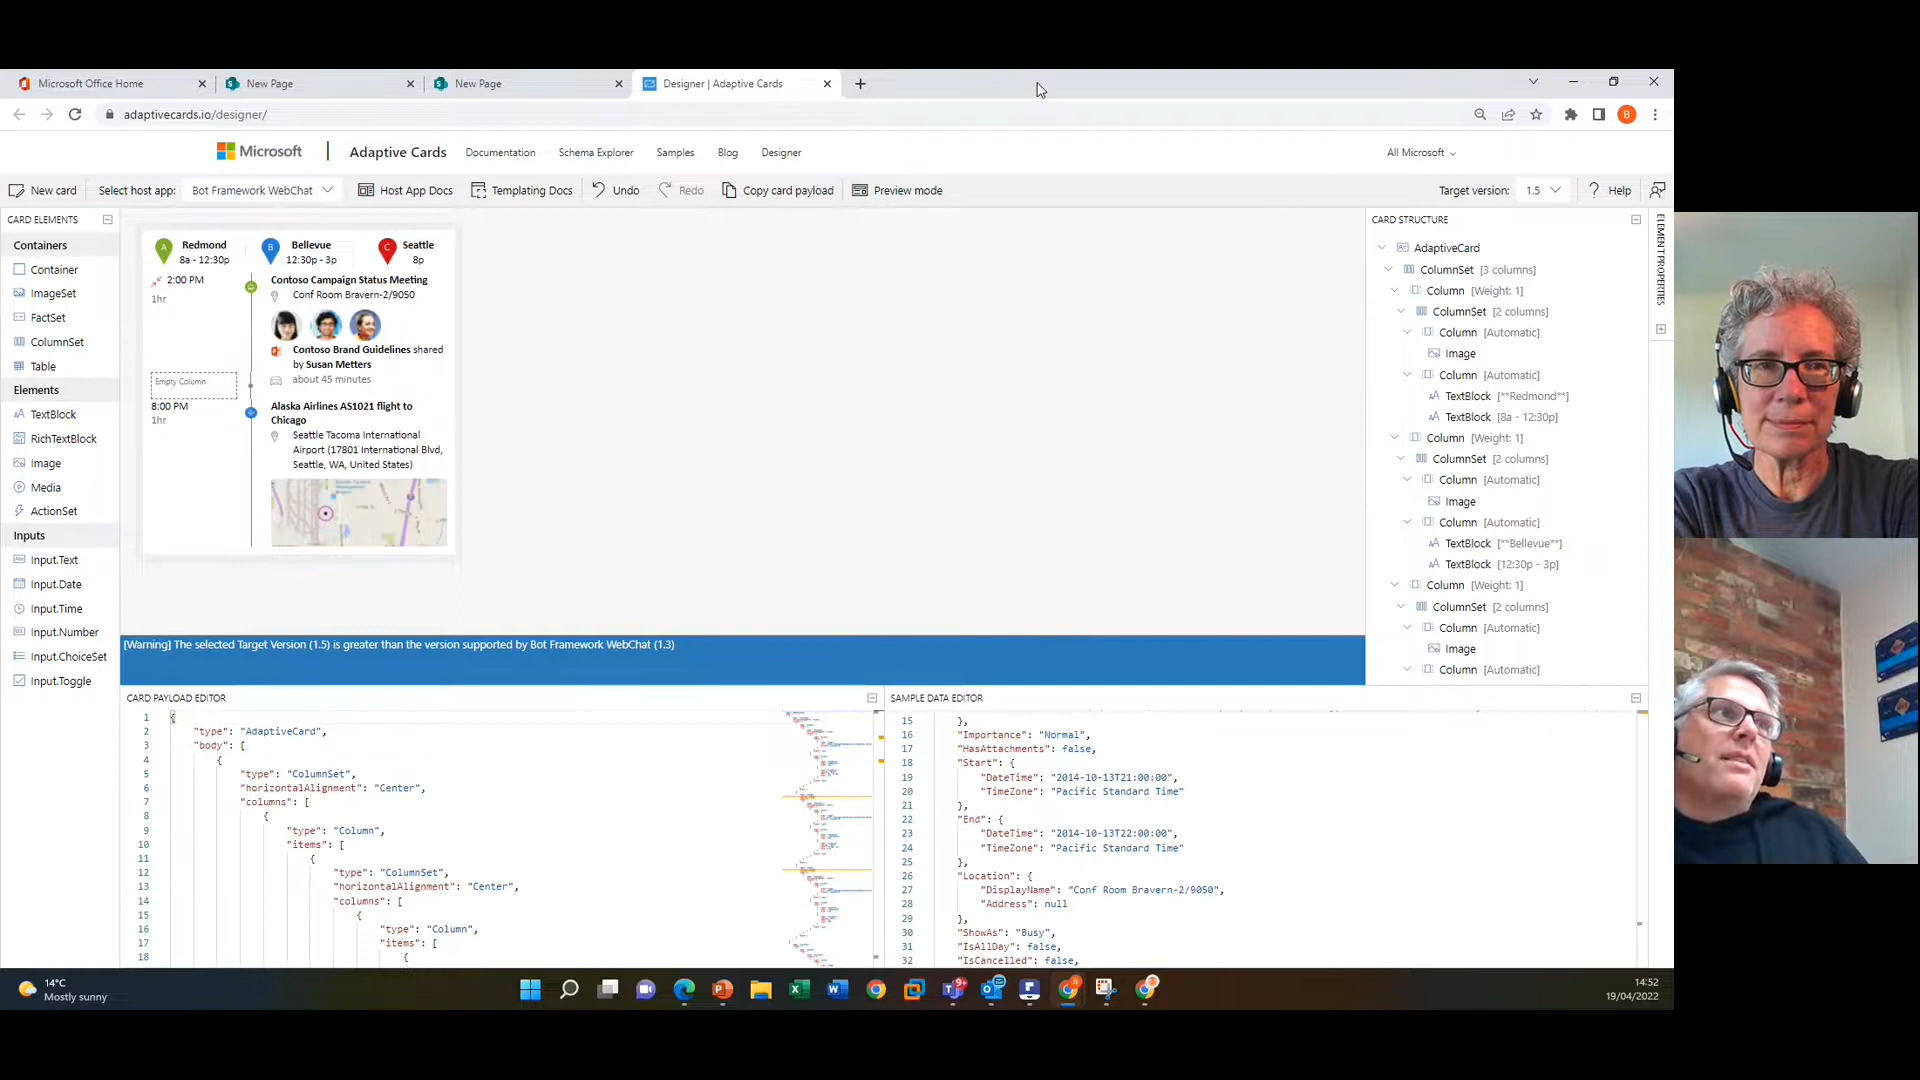 Microsoft Office Home
New Page
New Page
Designer | Adaptive Cards
adaptivecards.io/designer/
B
Microsoft
Adaptive Cards
Documentation
Schema Explorer
Samples
Blog
Designer
All Microsoft
New card
Select host app:
Bot Framework WebChat
Host App Docs
Templating Docs
Undo
Redo
Copy card payload
Preview mode
Target version:
1.5
Help
CARD ELEMENTS
Containers
Container
ImageSet
FactSet
ColumnSet
Table
Elements
TextBlock
RichTextBlock
Image
Media
ActionSet
Inputs
Input.Text
Input.Date
Input.Time
Input.Number
Input.ChoiceSet
Input.Toggle
A
Redmond
8a - 12:30p
B
Bellevue
12:30p - 3p
C
Seattle
8p
2:00 PM
1hr
Contoso Campaign Status Meeting
Conf Room Bravern-2/9050
Contoso Brand Guidelines shared
by Susan Metters
about 45 minutes
Empty Column
8:00 PM
1hr
Alaska Airlines AS1021 flight to
Chicago
Seattle Tacoma International
Airport (17801 International Blvd,
Seattle, WA, United States)
[Warning] The selected Target Version (1.5) is greater than the version supported by Bot Framework WebChat (1.3)
CARD STRUCTURE
AdaptiveCard
ColumnSet [3 columns]
Column [Weight: 1]
ColumnSet [2 columns]
Column [Automatic]
Image
Column [Automatic]
TextBlock [**Redmond**]
TextBlock [8a - 12:30p]
Column [Weight: 1]
ColumnSet [2 columns]
Column [Automatic]
Image
Column [Automatic]
TextBlock [**Bellevue**]
TextBlock [12:30p - 3p]
Column [Weight: 1]
ColumnSet [2 columns]
Column [Automatic]
Image
Column [Automatic]
ELEMENT PROPERTIES
CARD PAYLOAD EDITOR
1 {
2 "type": "AdaptiveCard",
3 "body": [
4 {
5 "type": "ColumnSet",
6 "horizontalAlignment": "Center",
7 "columns": [
8 {
9 "type": "Column",
10 "items": [
11 {
12 "type": "ColumnSet",
13 "horizontalAlignment": "Center",
14 "columns": [
15 {
16 "type": "Column",
17 "items": [
18 {
SAMPLE DATA EDITOR
15 },
16 "Importance": "Normal",
17 "HasAttachments": false,
18 "Start": {
19 "DateTime": "2014-10-13T21:00:00",
20 "TimeZone": "Pacific Standard Time"
21 },
22 "End": {
23 "DateTime": "2014-10-13T22:00:00",
24 "TimeZone": "Pacific Standard Time"
25 },
26 "Location": {
27 "DisplayName": "Conf Room Bravern-2/9050",
28 "Address": null
29 },
30 "ShowAs": "Busy",
31 "IsAllDay": false,
32 "IsCancelled": false,
14°C
Mostly sunny
9+
14:52
19/04/2022